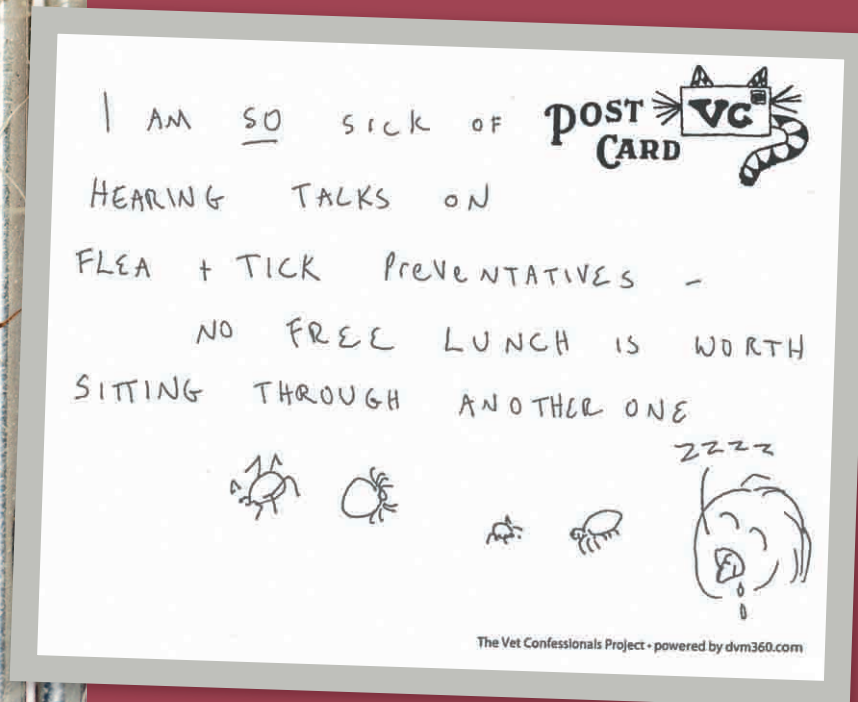 I AM SO SICK OF
POST
CARD
VC
HEARING TALKS ON
FLEA + TICK PREVENTATIVES -
NO FREE LUNCH IS WORTH
SITTING THROUGH ANOTHER ONE
ZZZZ
The Vet Confessionals Project • powered by dvm360.com